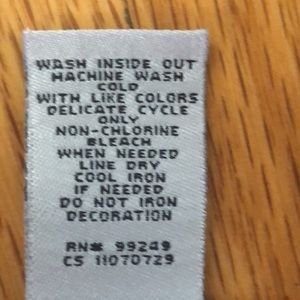 WASH INSIDE OUT
MACHINE WASH
COLD
WITH LIKE COLORS
DELICATE CYCLE
ONLY
NON-CHLORINE
BLEACH
WHEN NEEDED
LINE DRY
COOL IRON
IF NEEDED
DO NOT IRON
DECORATION
RN# 99249
CS 11070729